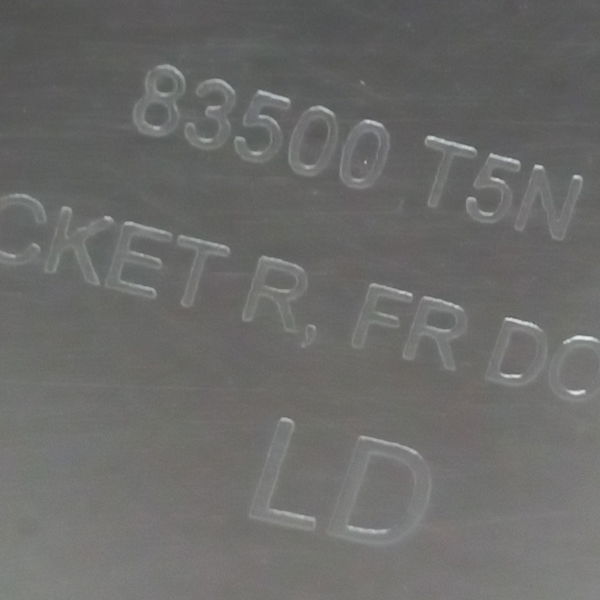 83500 T5N
CKET R, FR DO
LD